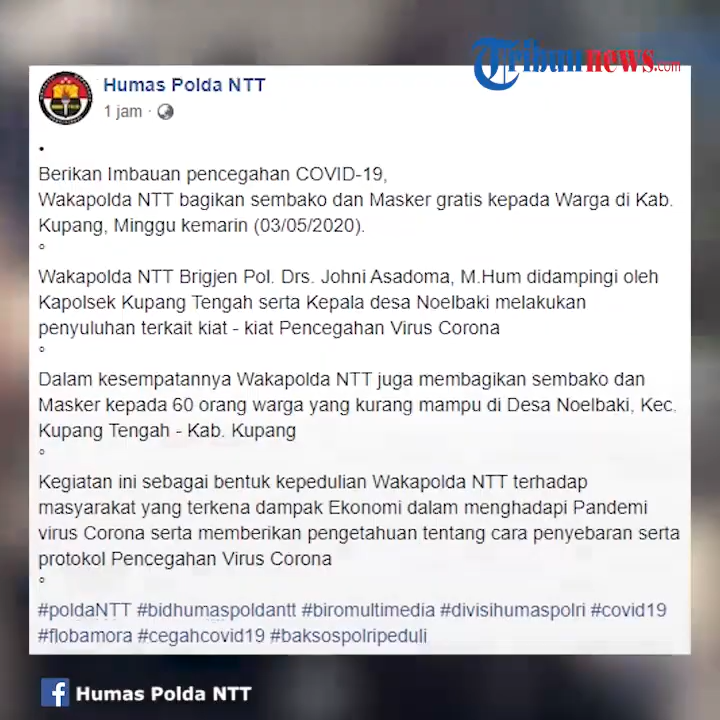 Tribunnews.com
Humas Polda NTT
1 jam ·
•
Berikan Imbauan pencegahan COVID-19,
Wakapolda NTT bagikan sembako dan Masker gratis kepada Warga di Kab.
Kupang, Minggu kemarin (03/05/2020).
°
Wakapolda NTT Brigjen Pol. Drs. Johni Asadoma, M.Hum didampingi oleh
Kapolsek Kupang Tengah serta Kepala desa Noelbaki melakukan
penyuluhan terkait kiat - kiat Pencegahan Virus Corona
°
Dalam kesempatannya Wakapolda NTT juga membagikan sembako dan
Masker kepada 60 orang warga yang kurang mampu di Desa Noelbaki, Kec.
Kupang Tengah - Kab. Kupang
°
Kegiatan ini sebagai bentuk kepedulian Wakapolda NTT terhadap
masyarakat yang terkena dampak Ekonomi dalam menghadapi Pandemi
virus Corona serta memberikan pengetahuan tentang cara penyebaran serta
protokol Pencegahan Virus Corona
°
#poldaNTT #bidhumaspoldantt #biromultimedia #divisihumaspolri #covid19
#flobamora #cegahcovid19 #baksospolripeduli
f Humas Polda NTT